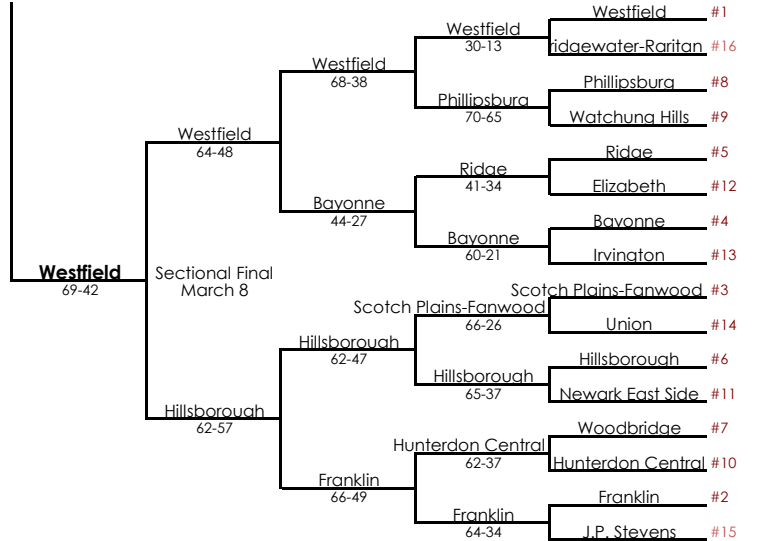 Westfield #1
Westfield
30-13
ridgewater-Raritan #16
Westfield
68-38
Phillipsburg #8
Phillipsburg
70-65
Watchung Hills #9
Westfield
64-48
Ridge #5
Ridge
41-34
Elizabeth #12
Bayonne
44-27
Bayonne #4
Bayonne
60-21
Irvington #13
Westfield
69-42
Sectional Final
March 8
Scotch Plains-Fanwood #3
Scotch Plains-Fanwood
66-26
Union #14
Hillsborough
62-47
Hillsborough #6
Hillsborough
65-37
Newark East Side #11
Hillsborough
62-57
Woodbridge #7
Hunterdon Central
62-37
Hunterdon Central #10
Franklin
66-49
Franklin #2
Franklin
64-34
J.P. Stevens #15